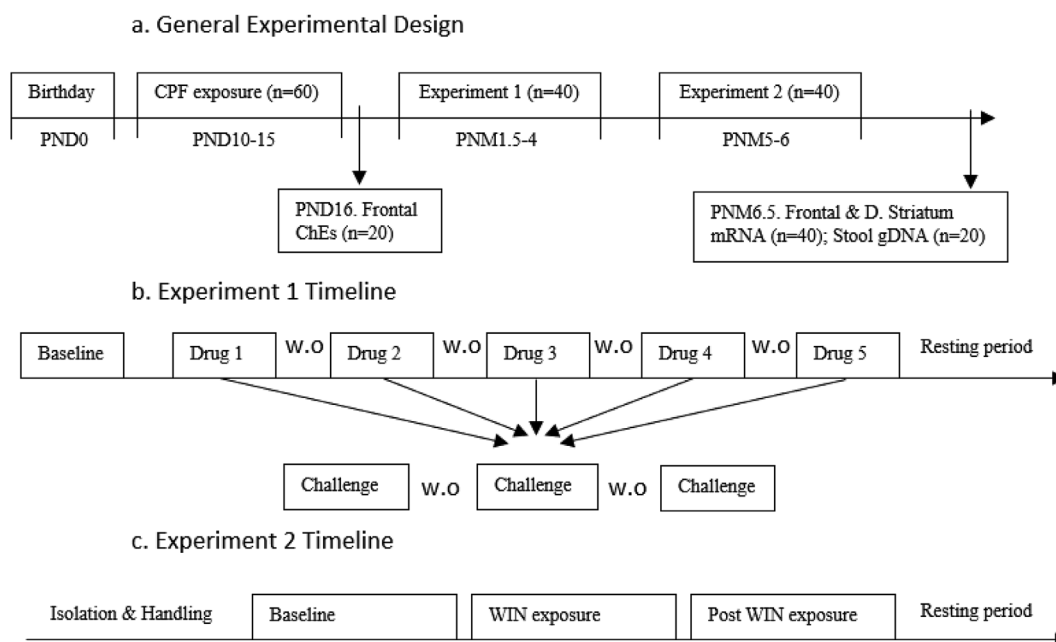 a. General Experimental Design
Birthday
CPF exposure (n=60)
Experiment 1 (n=40)
Experiment 2 (n=40)
PND0
PND10-15
PNM1.5-4
PNM5-6
PND16. Frontal
ChEs (n=20)
PNM6.5. Frontal & D. Striatum
mRNA (n=40); Stool gDNA (n=20)
b. Experiment 1 Timeline
Baseline
Drug 1
w.o
Drug 2
w.o
Drug 3
w.o
Drug 4
w.o
Drug 5
Resting period
Challenge
w.o
Challenge
w.o
Challenge
c. Experiment 2 Timeline
Isolation & Handling
Baseline
WIN exposure
Post WIN exposure
Resting period